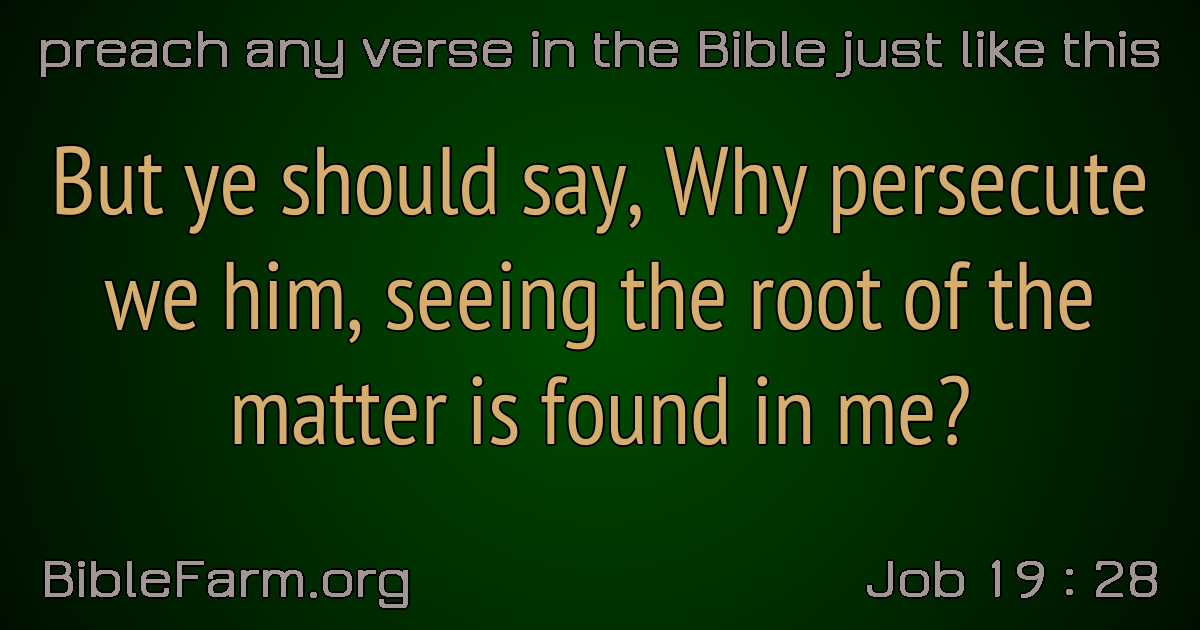 preach any verse in the Bible just like this
But ye should say, Why persecute
we him, seeing the root of the
matter is found in me?
BibleFarm.org
Job 19 : 28